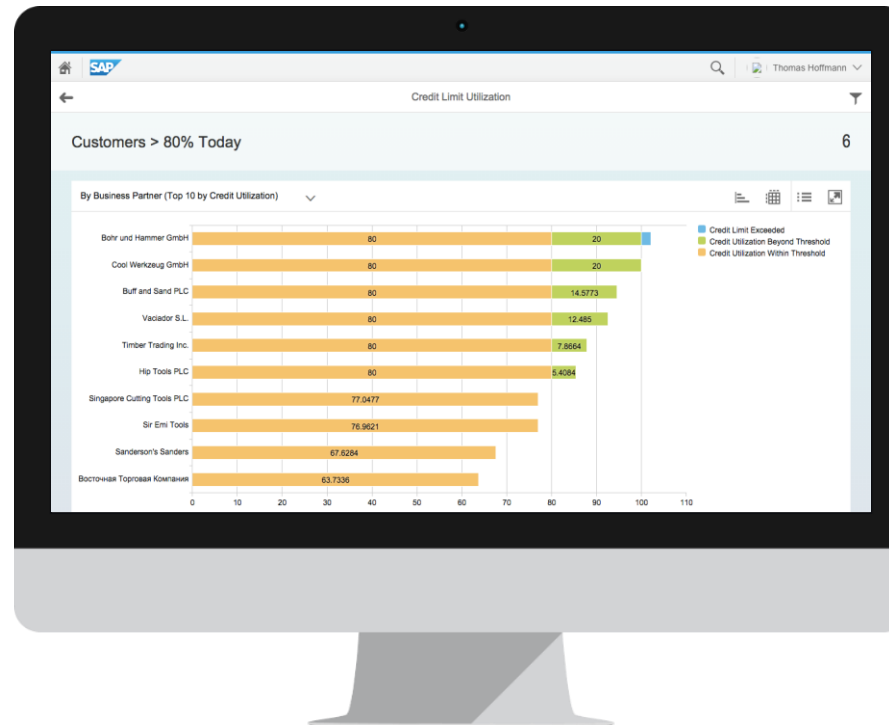 SAP
Thomas Hoffmann
Credit Limit Utilization
Customers > 80% Today
6
By Business Partner (Top 10 by Credit Utilization)
Bohr und Hammer GmbH 80 20
Cool Werkzeug GmbH 80 20
Buff and Sand PLC 80 14.5773
Vaciador S.L. 80 12.485
Timber Trading Inc. 80 7.8664
Hip Tools PLC 80 5.4084
Singapore Cutting Tools PLC 77.0477
Sir Emi Tools 76.9621
Sanderson's Sanders 67.6284
Восточная Торговая Компания 63.7336
0 10 20 30 40 50 60 70 80 90 100 110
Credit Limit Exceeded
Credit Utilization Beyond Threshold
Credit Utilization Within Threshold